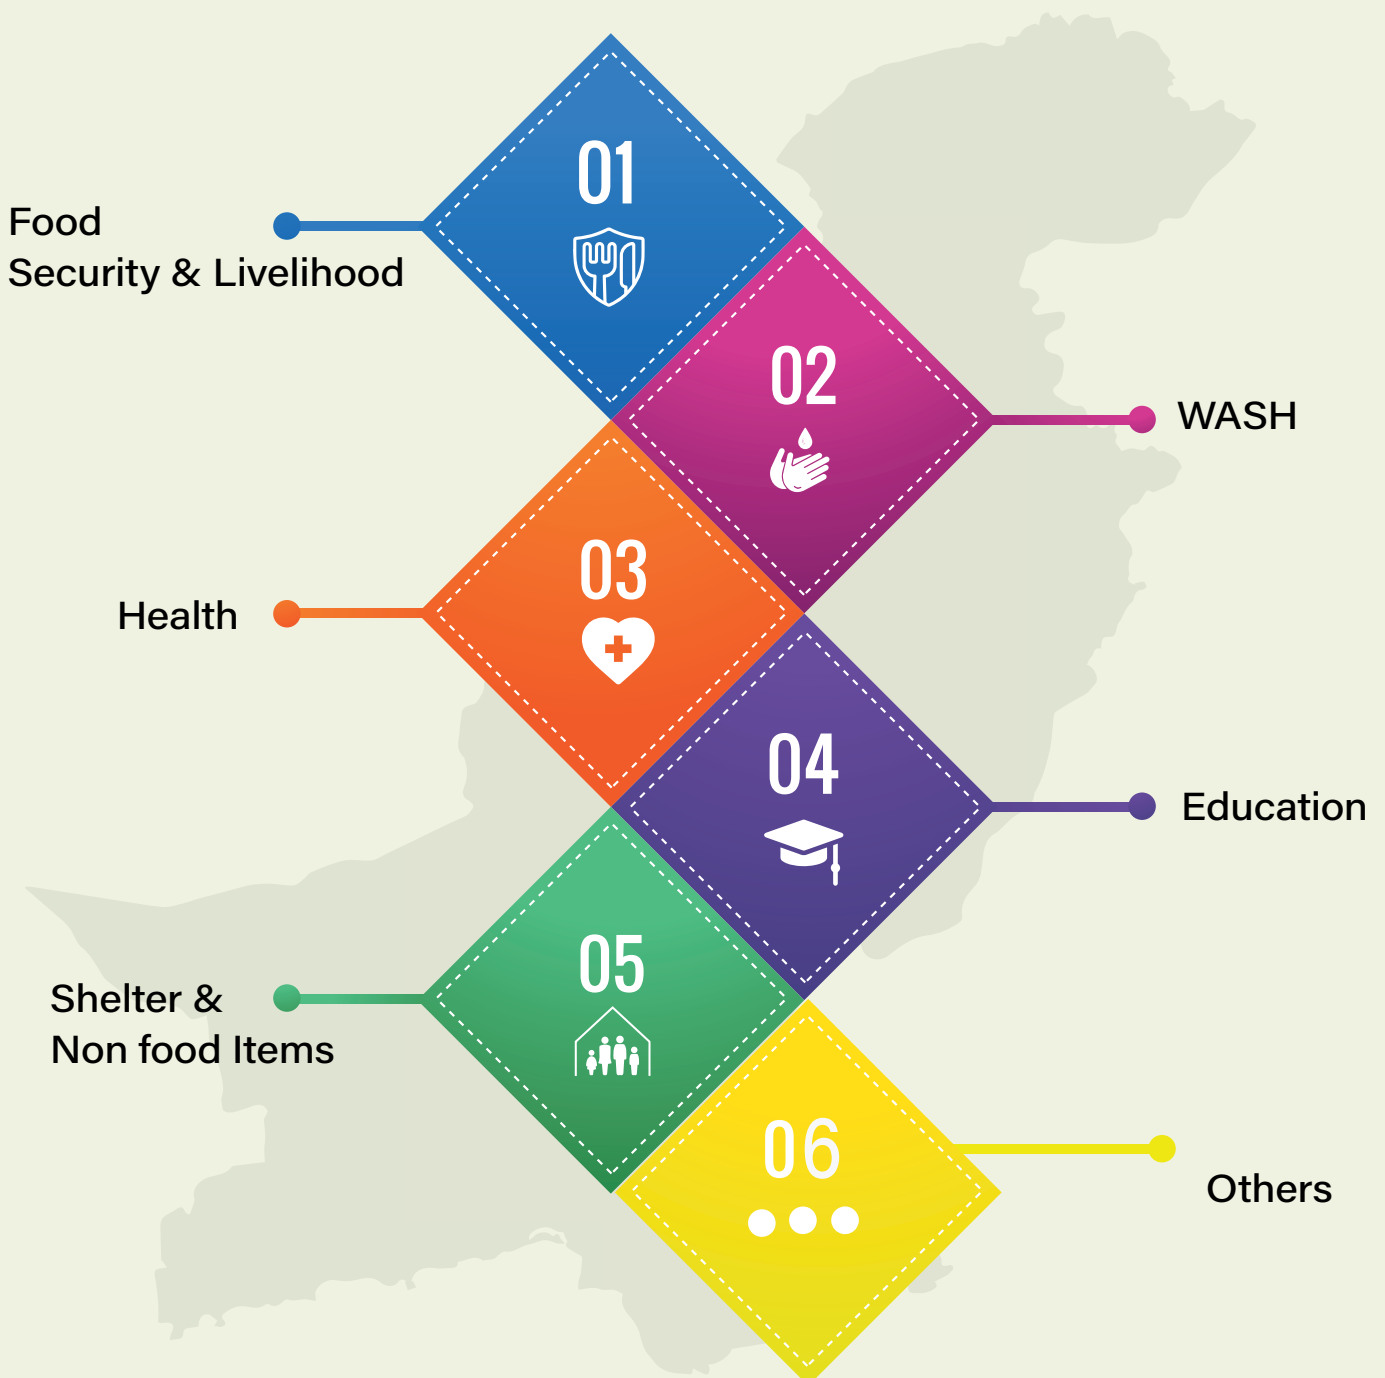 01
Food
Security & Livelihood
02
WASH
03
Health
04
Education
05
Shelter &
Non food Items
06
Others